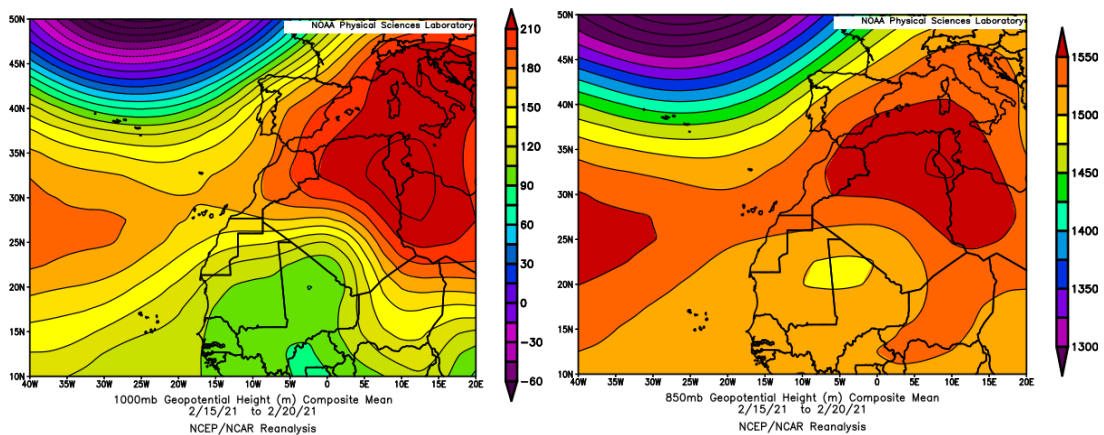 NOAA Physical Sciences Laboratory
50N
45N
40N
35N
30N
25N
20N
15N
10N
40W 35W 30W 25W 20W 15W 10W 5W 0 5E 10E 15E 20E
210
180
150
120
90
60
30
0
−30
−60
1000mb Geopotential Height (m) Composite Mean
2/15/21 to 2/20/21
NCEP/NCAR Reanalysis
NOAA Physical Sciences Laboratory
50N
45N
40N
35N
30N
25N
20N
15N
10N
40W 35W 30W 25W 20W 15W 10W 5W 0 5E 10E 15E 20E
1550
1500
1450
1400
1350
1300
850mb Geopotential Height (m) Composite Mean
2/15/21 to 2/20/21
NCEP/NCAR Reanalysis